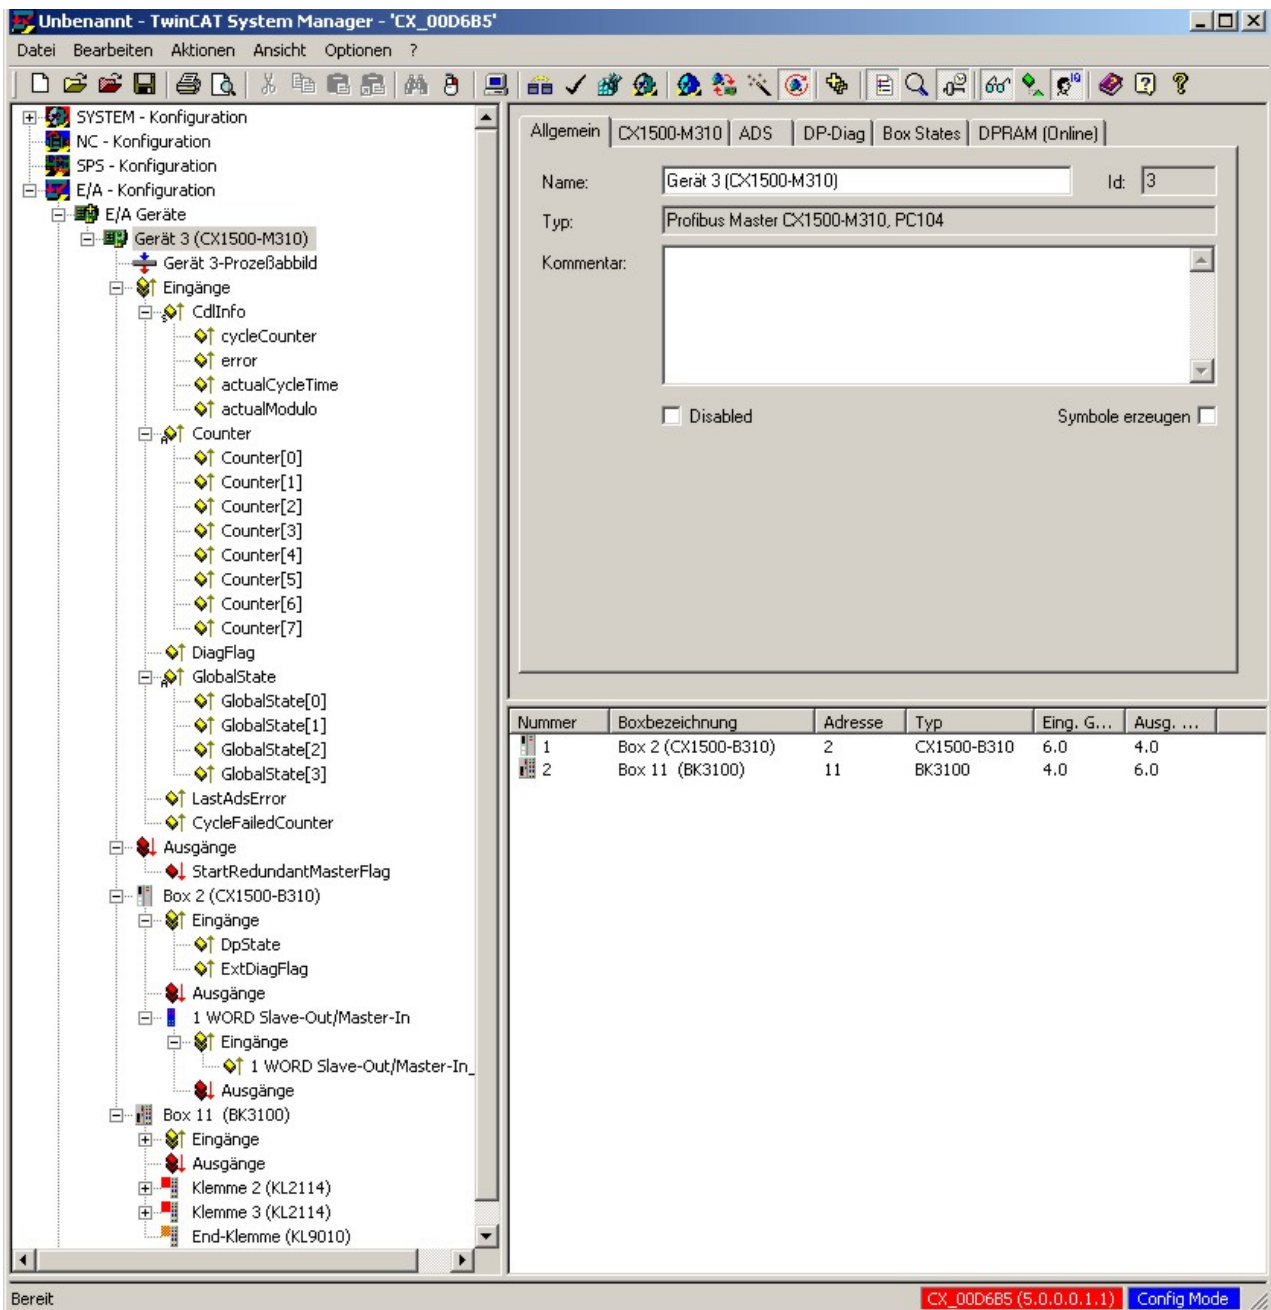 Unbenannt - TwinCAT System Manager - 'CX_00D6B5'
Datei Bearbeiten Aktionen Ansicht Optionen ?
SYSTEM - Konfiguration
NC - Konfiguration
SPS - Konfiguration
E/A - Konfiguration
E/A Geräte
Gerät 3 (CX1500-M310)
Gerät 3-Prozeßabbild
Eingänge
CdlInfo
cycleCounter
error
actualCycleTime
actualModulo
Counter
Counter[0]
Counter[1]
Counter[2]
Counter[3]
Counter[4]
Counter[5]
Counter[6]
Counter[7]
DiagFlag
GlobalState
GlobalState[0]
GlobalState[1]
GlobalState[2]
GlobalState[3]
LastAdsError
CycleFailedCounter
Ausgänge
StartRedundantMasterFlag
Box 2 (CX1500-B310)
Eingänge
DpState
ExtDiagFlag
Ausgänge
1 WORD Slave-Out/Master-In
Eingänge
1 WORD Slave-Out/Master-In_
Ausgänge
Box 11 (BK3100)
Eingänge
Ausgänge
Klemme 2 (KL2114)
Klemme 3 (KL2114)
End-Klemme (KL9010)
Allgemein CX1500-M310 ADS DP-Diag Box States DPRAM (Online)
Name: Gerät 3 (CX1500-M310) Id: 3
Typ: Profibus Master CX1500-M310, PC104
Kommentar:
Disabled Symbole erzeugen
Nummer Boxbezeichnung Adresse Typ Eing. G... Ausg. ...
1 Box 2 (CX1500-B310) 2 CX1500-B310 6.0 4.0
2 Box 11 (BK3100) 11 BK3100 4.0 6.0
Bereit CX_00D6B5 (5.0.0.0.1.1) Config Mode